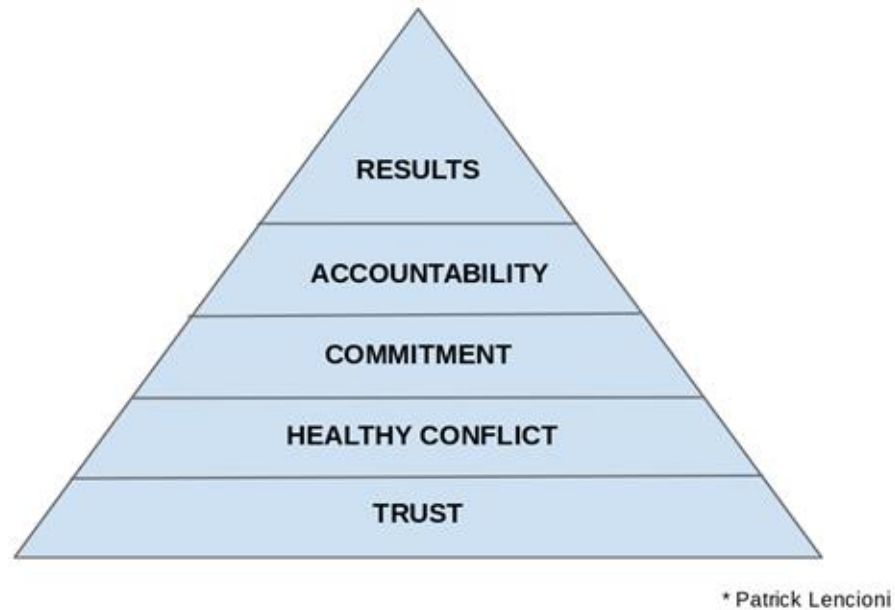 RESULTS
ACCOUNTABILITY
COMMITMENT
HEALTHY CONFLICT
TRUST
* Patrick Lencioni